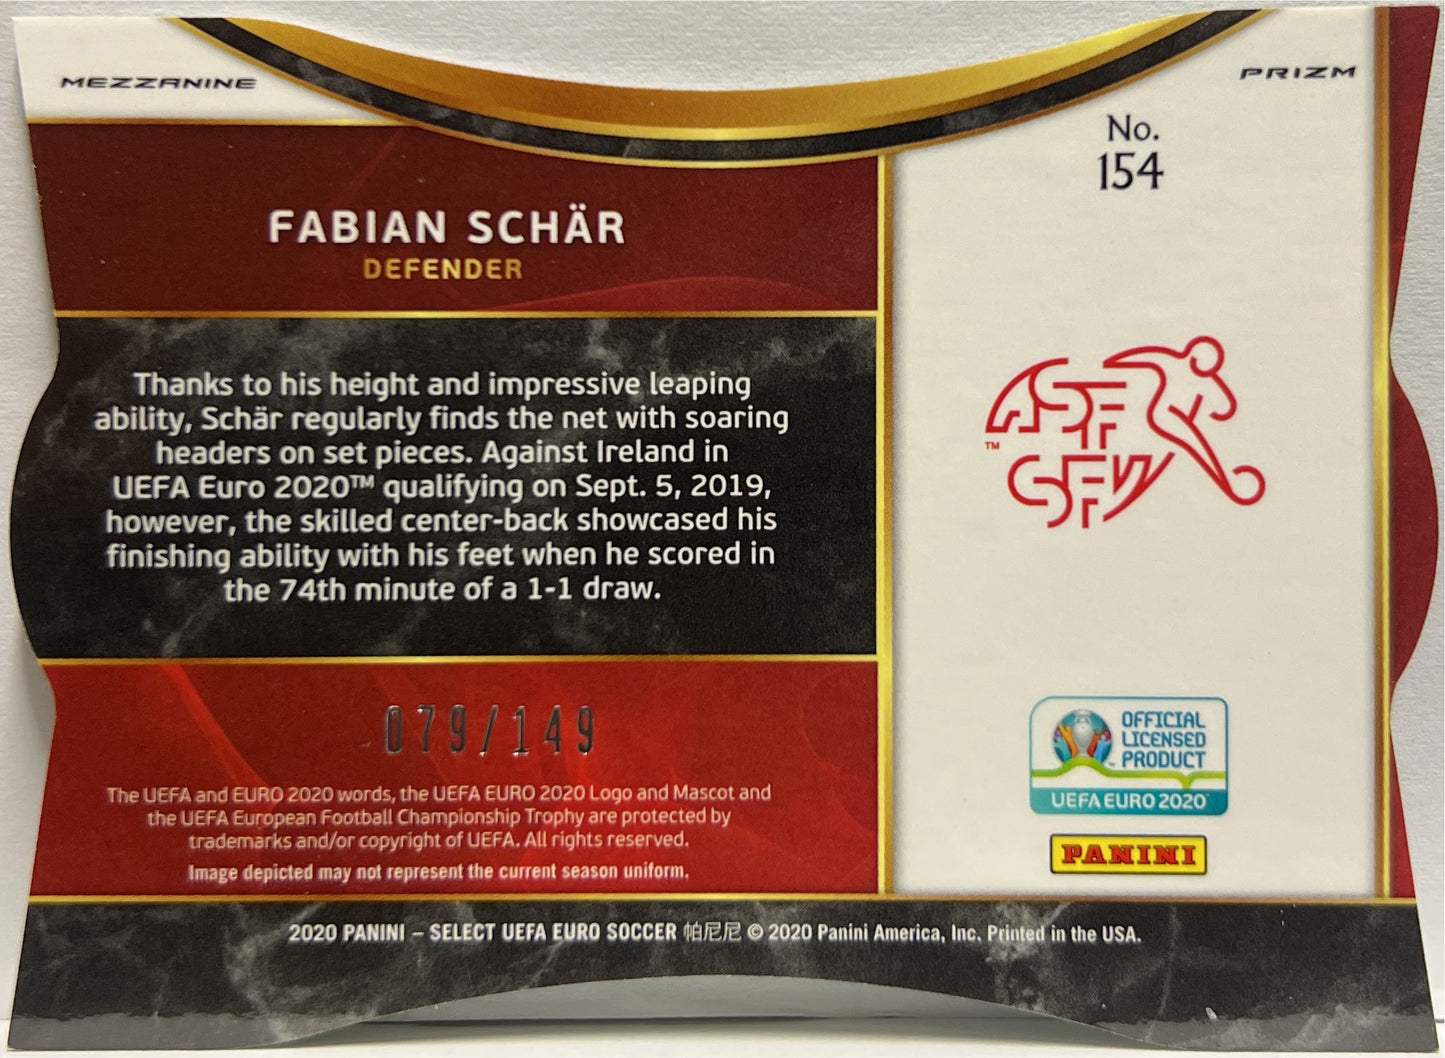 MEZZANINE
PRIZM
No.
154
FABIAN SCHÄR
DEFENDER
Thanks to his height and impressive leaping
ability, Schär regularly finds the net with soaring
headers on set pieces. Against Ireland in
UEFA Euro 2020™ qualifying on Sept. 5, 2019,
however, the skilled center-back showcased his
finishing ability with his feet when he scored in
the 74th minute of a 1-1 draw.
ASF
SFV
™
079/149
The UEFA and EURO 2020 words, the UEFA EURO 2020 Logo and Mascot and
the UEFA European Football Championship Trophy are protected by
trademarks and/or copyright of UEFA. All rights reserved.
Image depicted may not represent the current season uniform.
OFFICIAL
LICENSED
PRODUCT
UEFA EURO 2020
PANINI
2020 PANINI – SELECT UEFA EURO SOCCER 帕尼尼 © 2020 Panini America, Inc. Printed in the USA.